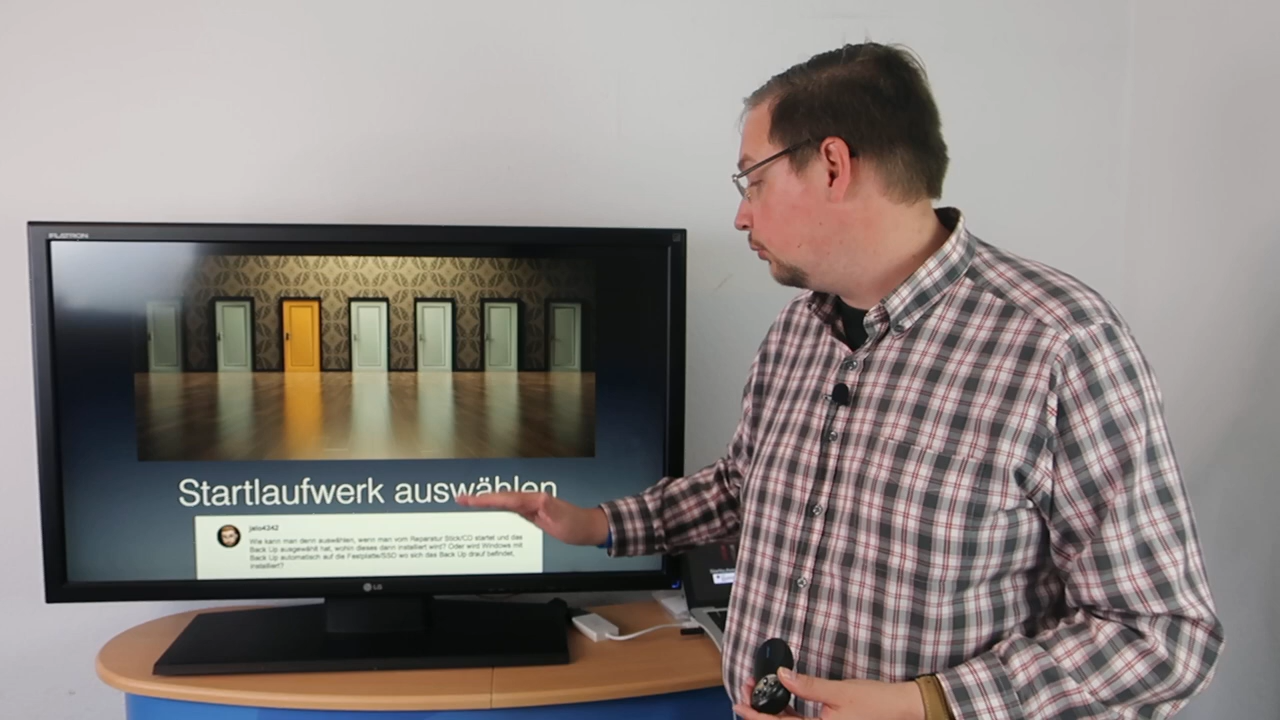 FLATRON
Startlaufwerk auswählen
jalo4242
Wie kann man denn auswählen, wenn man vom Reparatur Stick/CD startet und das
Back Up ausgewählt hat, wohin dieses dann installiert wird? Oder wird Windows mit
Back Up automatisch auf die Festplatte/SSD wo sich das Back Up drauf befindet,
installiert?
LG